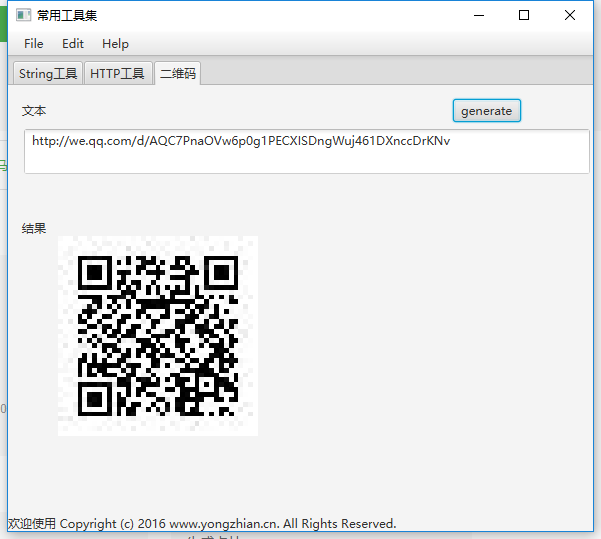 常用工具集
File Edit Help
String工具 HTTP工具 二维码
文本 generate
http://we.qq.com/d/AQC7PnaOVw6p0g1PECXISDngWuj461DXnccDrKNv
结果
欢迎使用 Copyright (c) 2016 www.yongzhian.cn. All Rights Reserved.